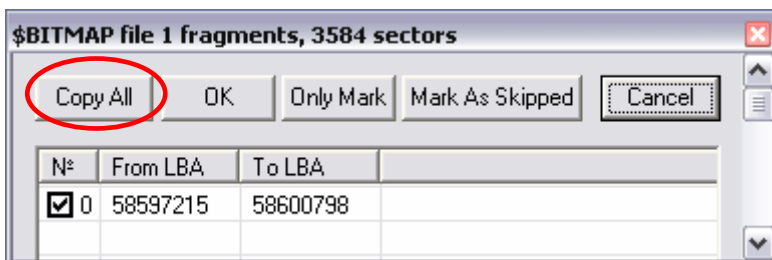 $BITMAP file 1 fragments, 3584 sectors
Copy All OK Only Mark Mark As Skipped Cancel
Nº From LBA To LBA
0 58597215 58600798